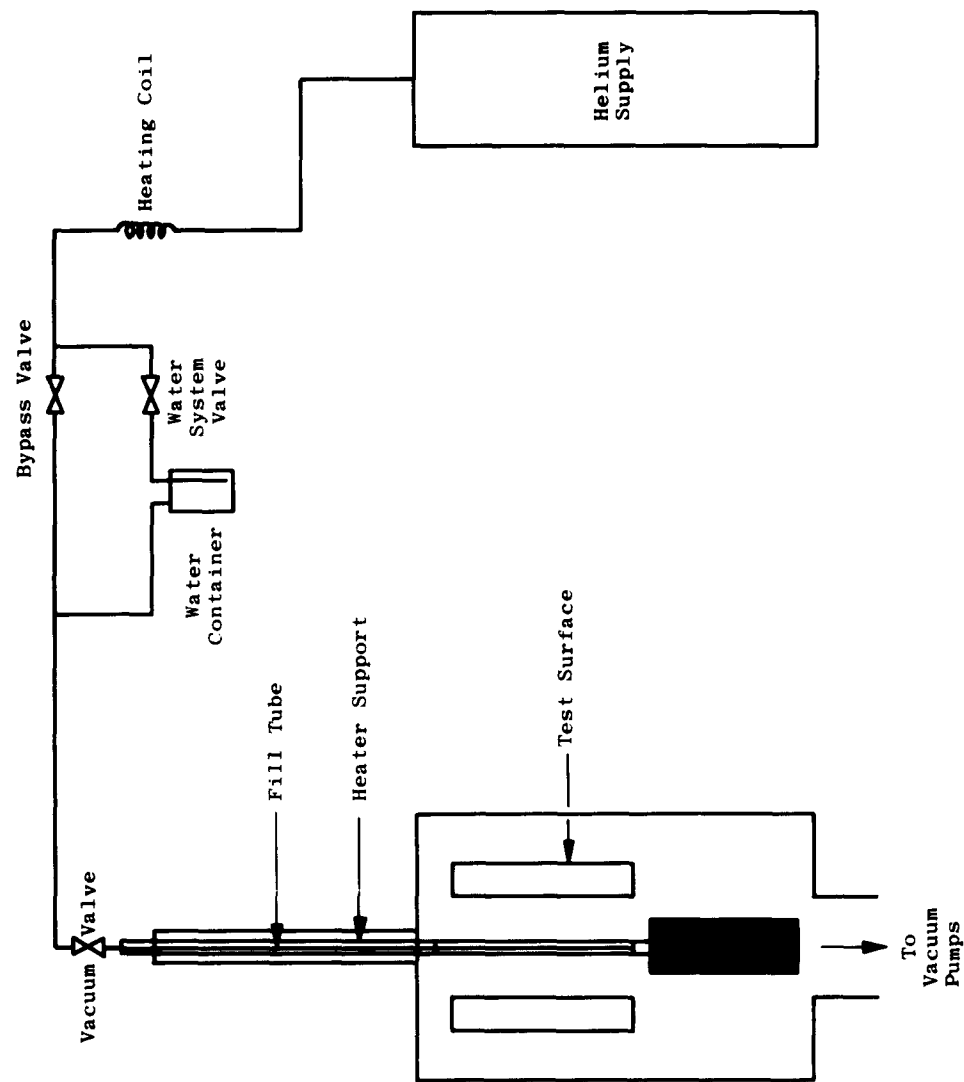 Vacuum Valve
Bypass Valve
Heating Coil
Water
System
Valve
Water
Container
Helium
Supply
Fill Tube
Heater Support
Test Surface
To
Vacuum
Pumps